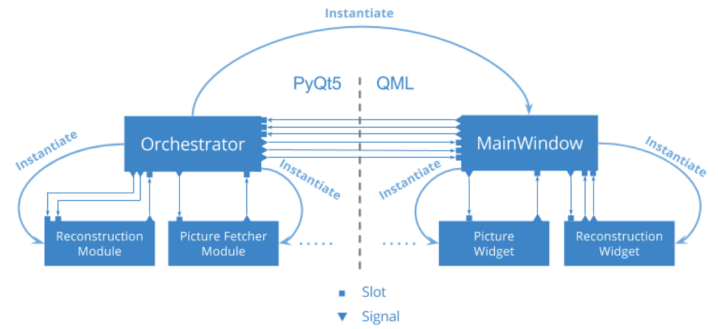 Instantiate
PyQt5
QML
Orchestrator
MainWindow
Instantiate
Instantiate
Instantiate
Instantiate
Reconstruction
Module
Picture Fetcher
Module
Picture
Widget
Reconstruction
Widget
Slot
Signal